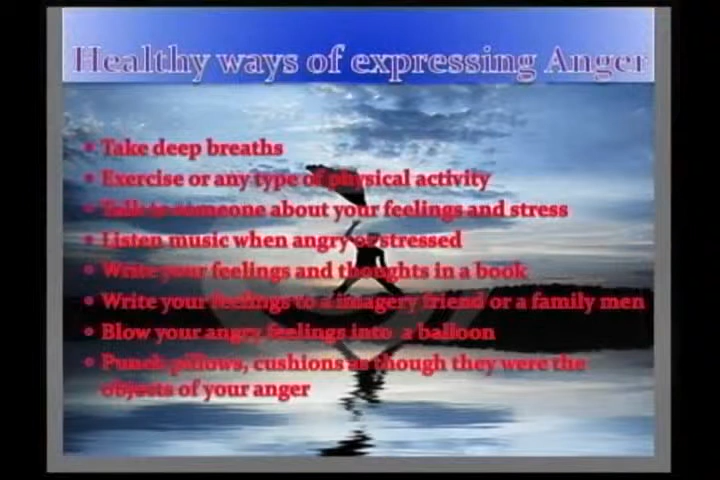 Healthy ways of expressing Anger
• Take deep breaths
• Exercise or any type of physical activity
• Talk to someone about your feelings and stress
• Listen music when angry or stressed
• Write your feelings and thoughts in a book
• Write your feelings to a imagery friend or a family men
• Blow your angry feelings into a balloon
• Punch pillows, cushions as though they were the
objects of your anger